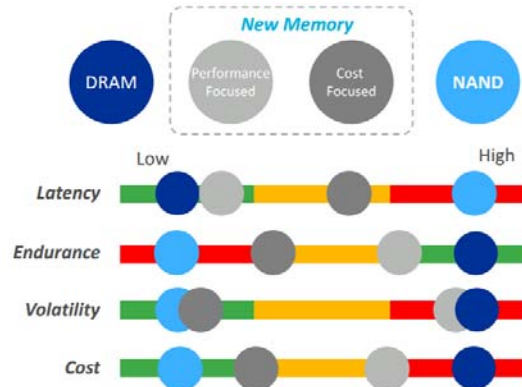 New Memory
DRAM
Performance
Focused
Cost
Focused
NAND
Low
High
Latency
Endurance
Volatility
Cost